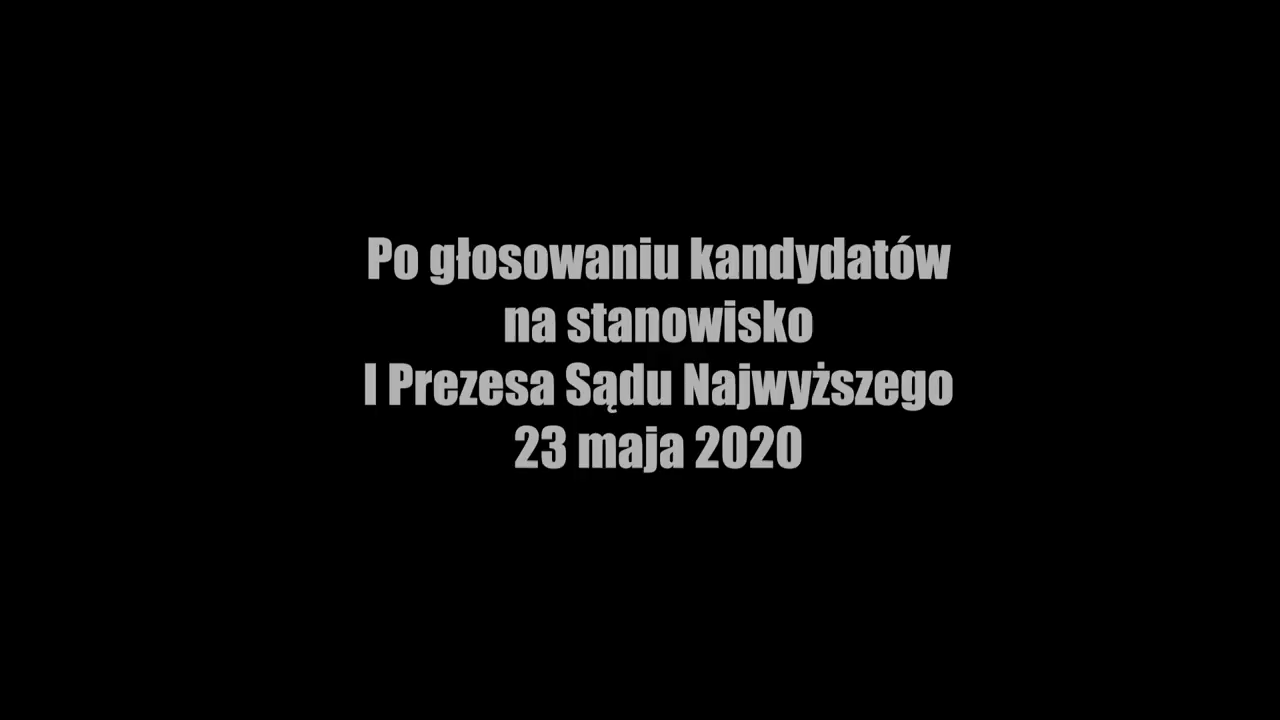 Po głosowaniu kandydatów
na stanowisko
I Prezesa Sądu Najwyższego
23 maja 2020